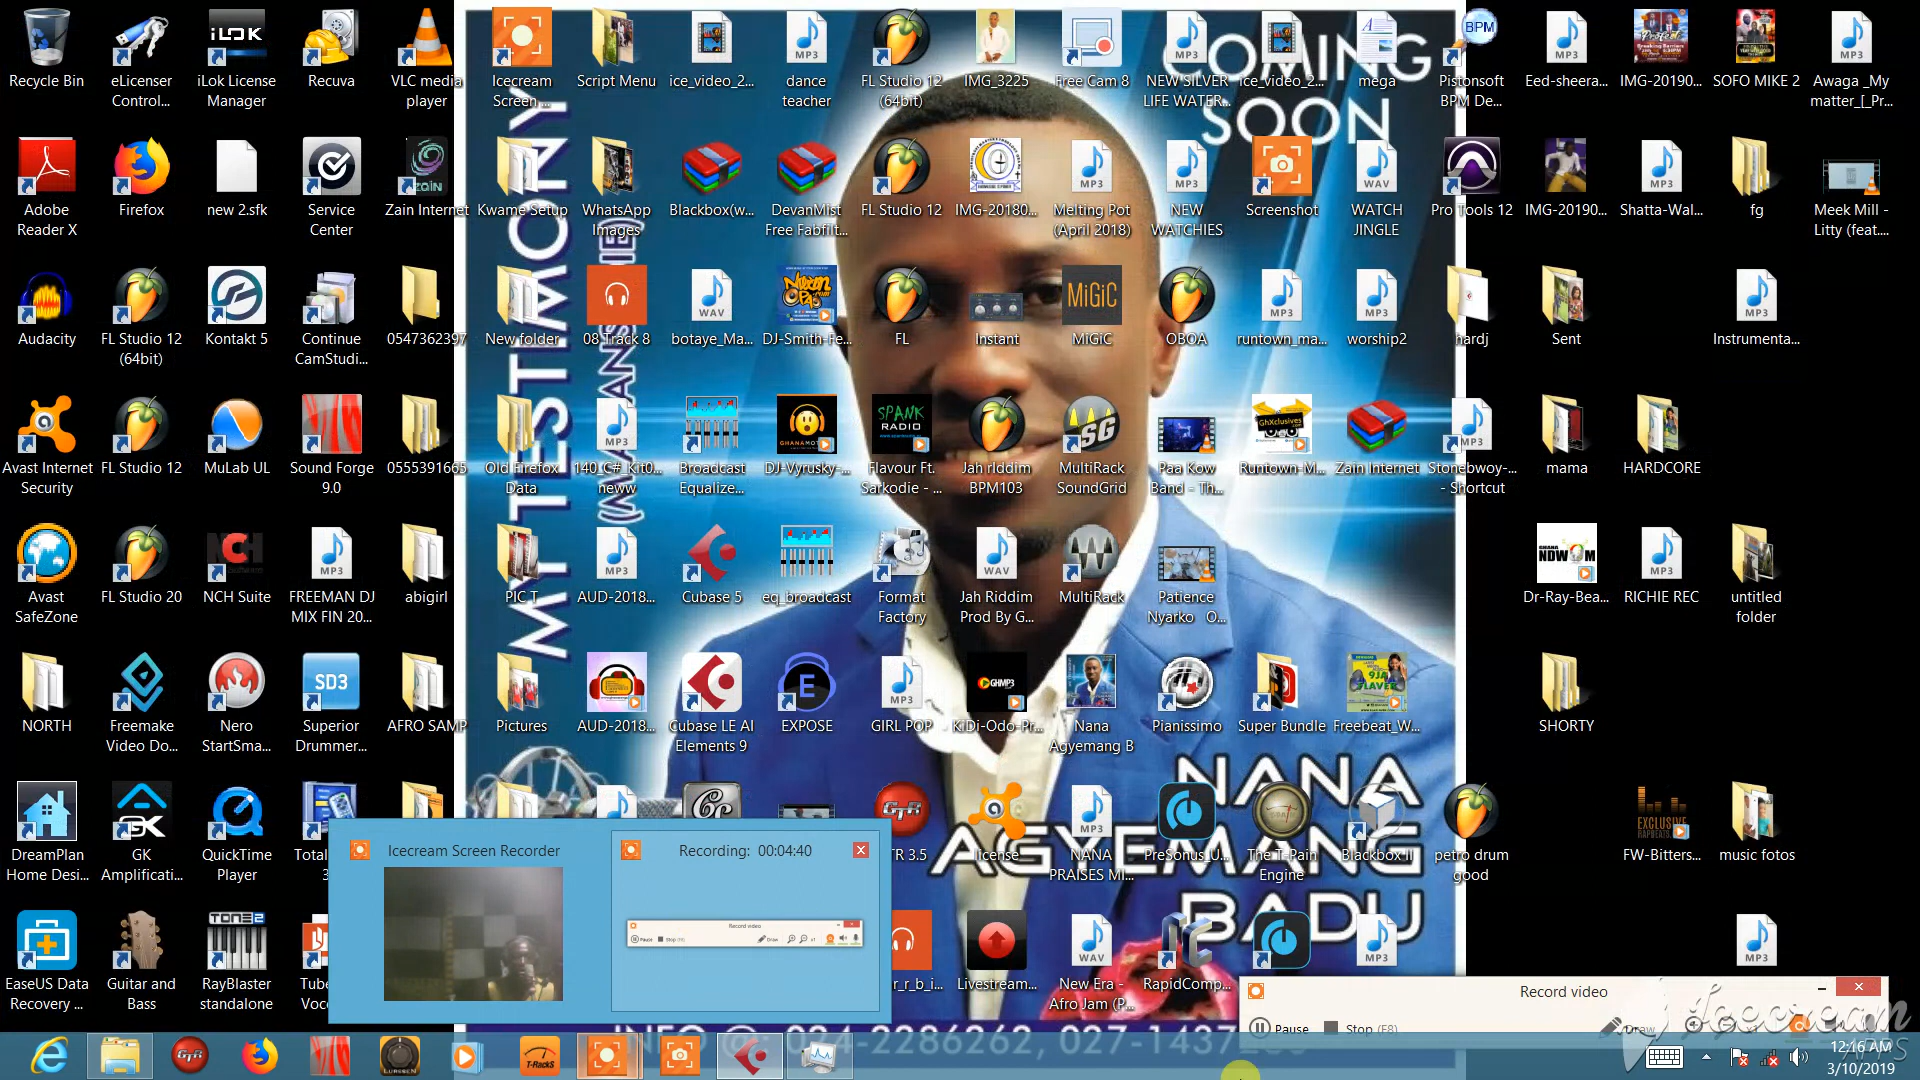 Recycle Bin
eLicenser
Control...
iLok License
Manager
Recuva
VLC media
player
Icecream
Screen ...
Script Menu
ice_video_2...
dance
teacher
FL Studio 12
(64bit)
IMG_3225
Free Cam 8
NEW SILVER
LIFE WATER...
ice_video_2...
mega
Pistonsoft
BPM De...
Eed-sheera...
IMG-20190...
SOFO MIKE 2
Awaga _My
matter_[_Pr...
COMING
SOON
MY TESTIMONY
Adobe
Reader X
Firefox
new 2.sfk
Service
Center
Zain Internet
Kwame Setup
WhatsApp
Images
Blackbox(w...
DevanMist
Free Fabfilt...
FL Studio 12
IMG-20180...
Melting Pot
(April 2018)
NEW
WATCHIES
Screenshot
WATCH
JINGLE
Pro Tools 12
IMG-20190...
Shatta-Wal...
fg
Meek Mill -
Litty (feat....
Audacity
FL Studio 12
(64bit)
Kontakt 5
Continue
CamStudi...
0547362397
New folder
08 Track 8
botaye_Ma...
DJ-Smith-Fe...
FL
Instant
MiGiC
OBOA
runtown_ma...
worship2
hardj
Sent
Instrumenta...
Avast Internet
Security
FL Studio 12
MuLab UL
Sound Forge
9.0
0555391665
Old Firefox
Data
140_C#_Kit0...
neww
Broadcast
Equalize...
DJ-Vyrusky-...
Flavour Ft.
Sarkodie - ...
Jah rIddim
BPM103
MultiRack
SoundGrid
Paa Kow
Band - Th...
Runtown-M...
Zain Internet
Stonebwoy-...
- Shortcut
mama
HARDCORE
Avast
SafeZone
FL Studio 20
NCH Suite
FREEMAN DJ
MIX FIN 20...
abigirl
PIC T
AUD-2018...
Cubase 5
eq_broadcast
Format
Factory
Jah Riddim
Prod By G...
MultiRack
Patience
Nyarko O...
Dr-Ray-Bea...
RICHIE REC
untitled
folder
NORTH
Freemake
Video Do...
Nero
StartSma...
Superior
Drummer...
AFRO SAMP
Pictures
AUD-2018...
Cubase LE AI
Elements 9
EXPOSE
GIRL POP
KiDi-Odo-Pr...
Nana
Agyemang B
Pianissimo
Super Bundle
Freebeat_W...
SHORTY
NANA
AGYEMANG
BADU
DreamPlan
Home Desi...
GK
Amplificati...
QuickTime
Player
Total
TR 3.5
license
NANA
PRAISES MI...
PreSonus_U...
The T-Pain
Engine
Blackbox II
petro drum
good
FW-Bitters...
music fotos
Icecream Screen Recorder
Recording: 00:04:40
Record video
Pause Stop (F8) Draw
EaseUS Data
Recovery ...
Guitar and
Bass
RayBlaster
standalone
Tube
Voc
r_r_b_i...
Livestream...
New Era -
Afro Jam (P...
RapidComp...
Record video
Pause Stop (F8) Draw
Icecream
APPS
12:16 AM
3/10/2019